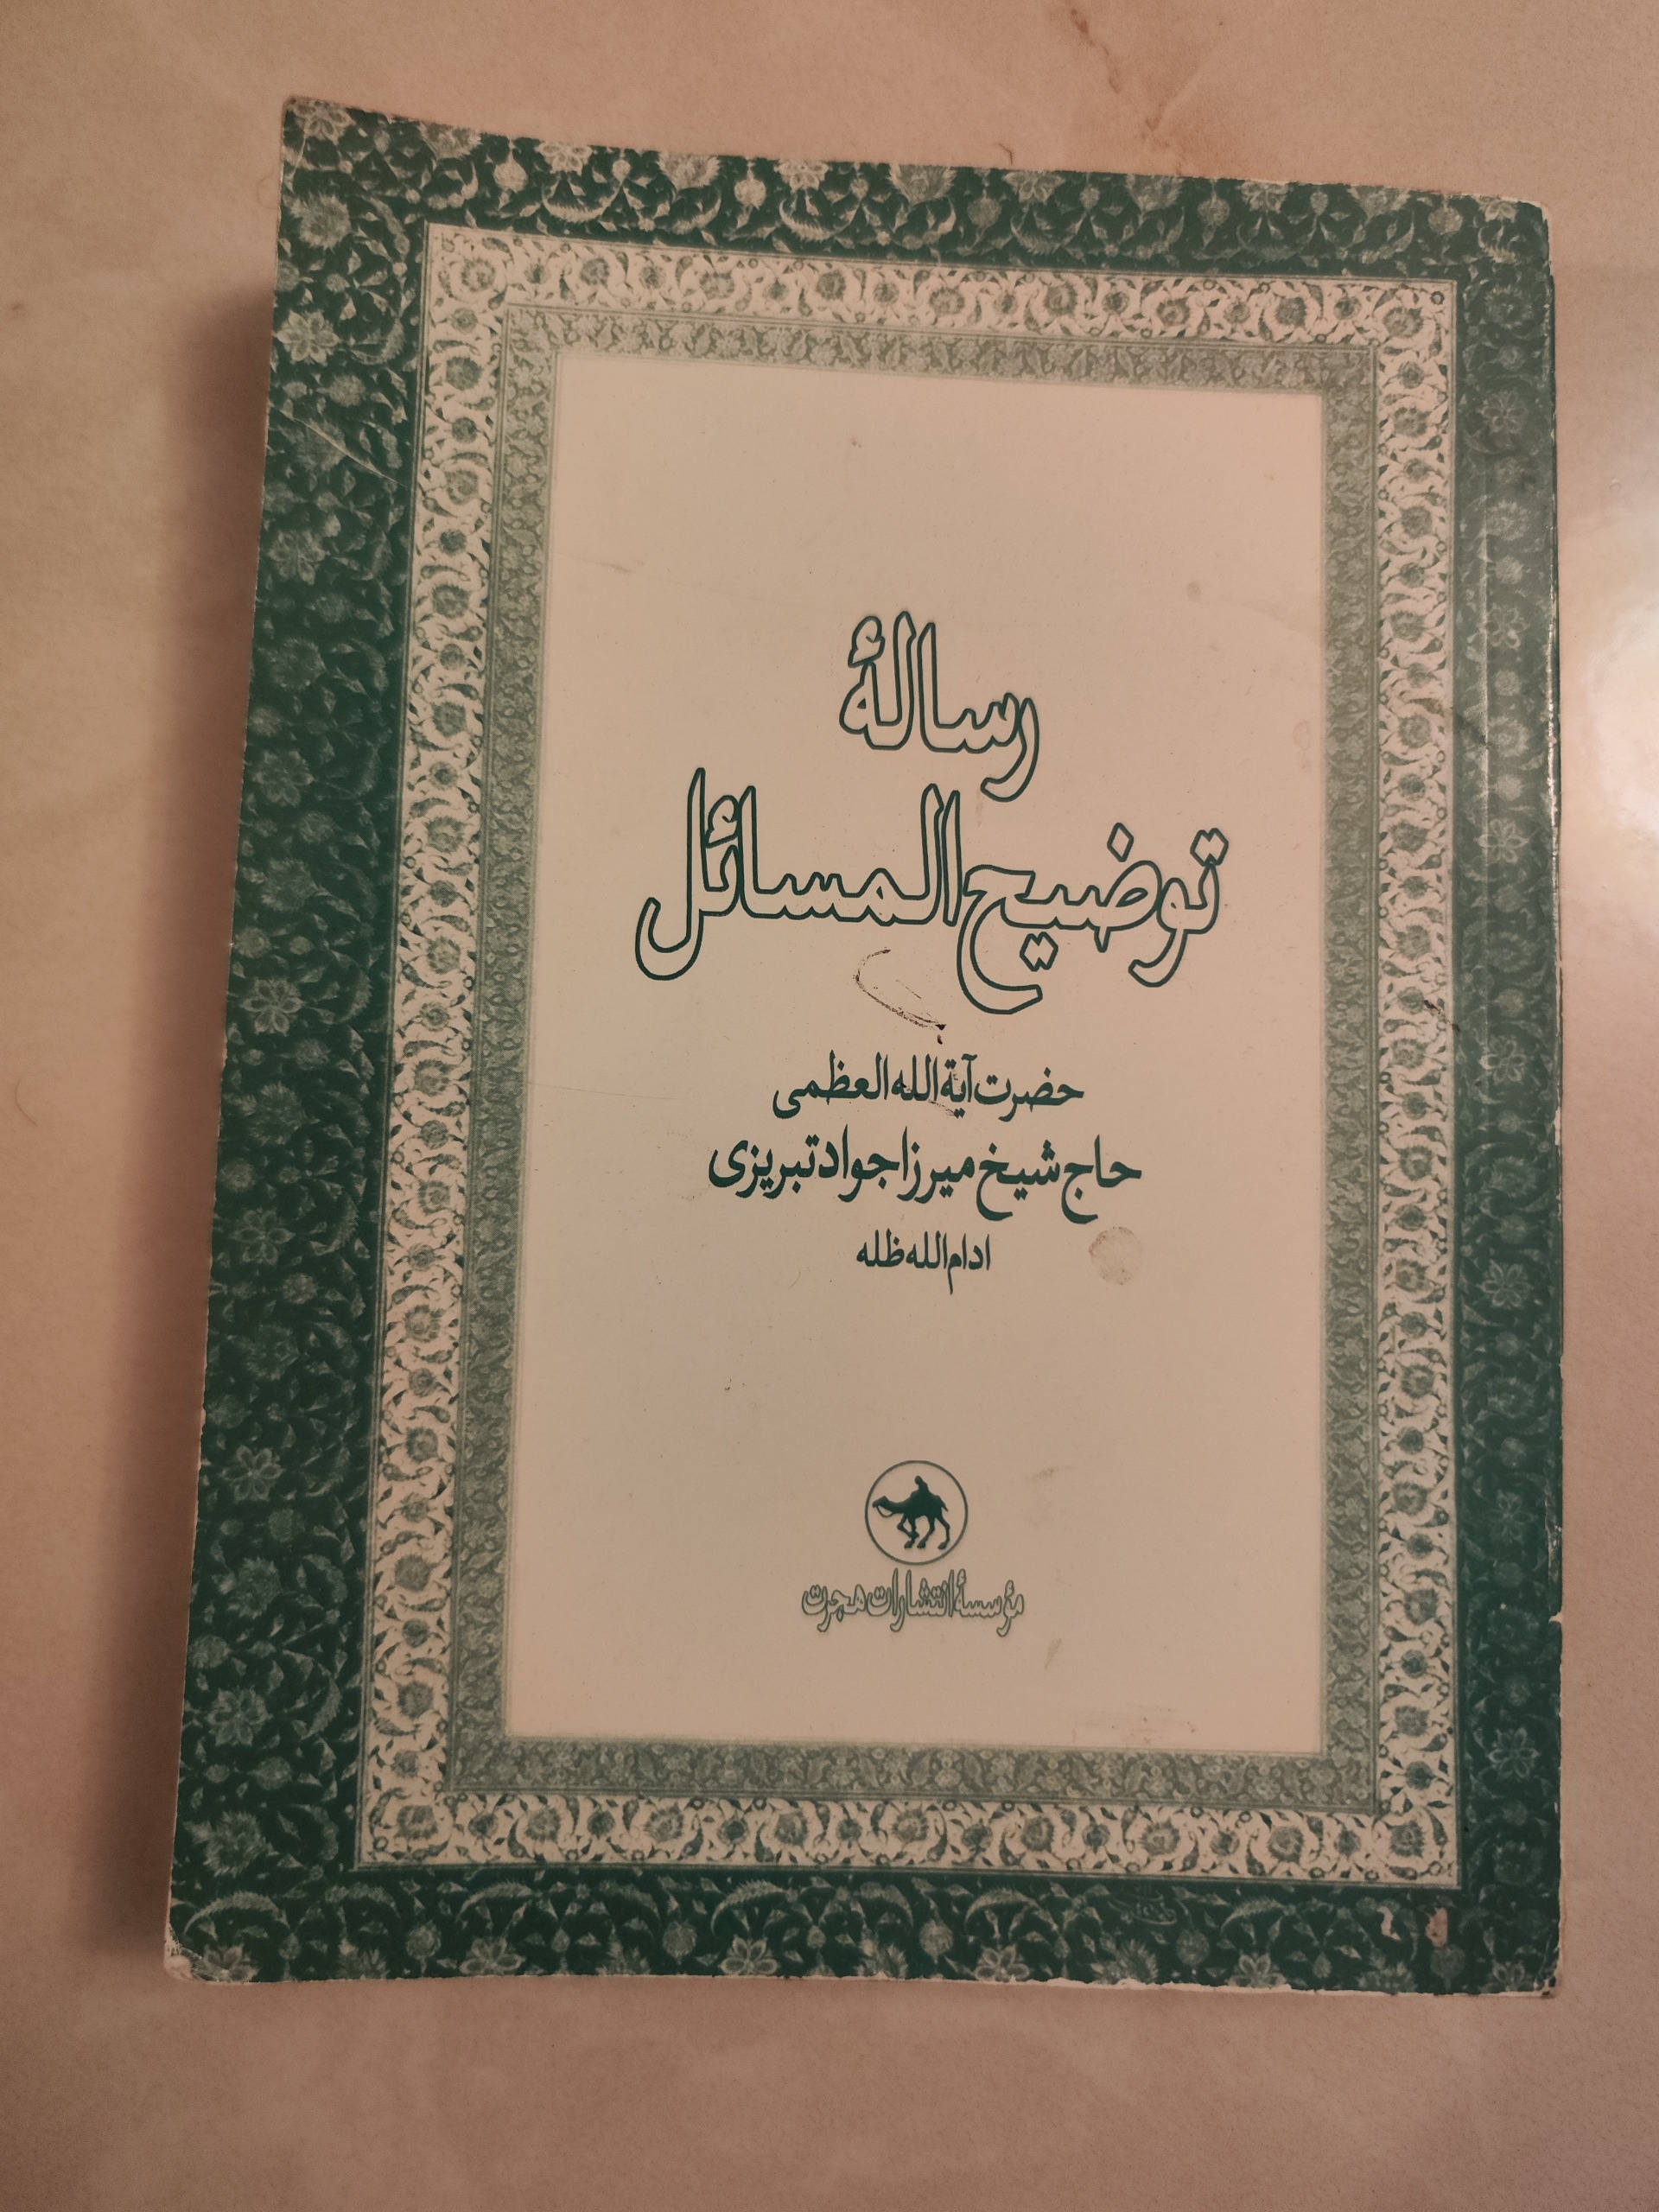 رسالهٔ
توضیح المسائل
حضرت آیة الله العظمی
حاج شیخ میرزا جواد تبریزی
ادام الله ظله
مؤسسهٔ انتشارات هجرت